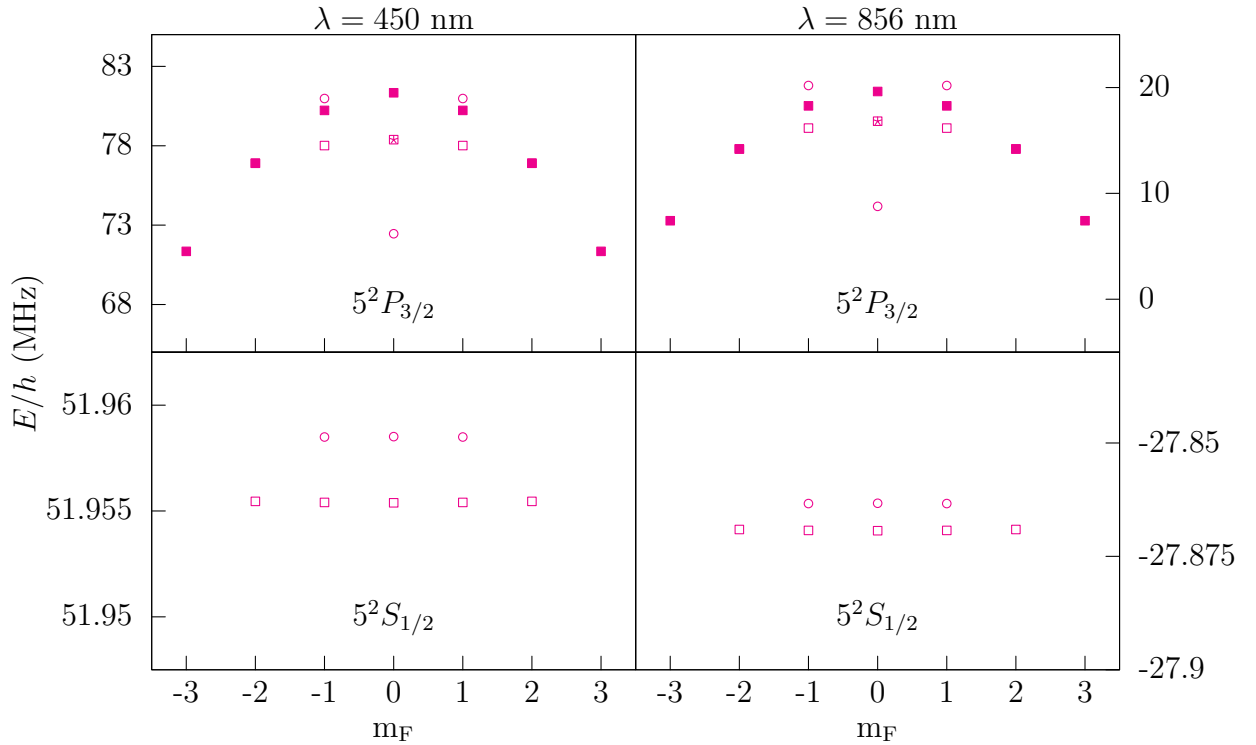 λ = 450 nm λ = 856 nm
83
78
73
68
20
10
0
5²P3/2 5²P3/2
E/h (MHz)
51.96
51.955
51.95
-27.85
-27.875
-27.9
5²S1/2 5²S1/2
-3 -2 -1 0 1 2 3 -3 -2 -1 0 1 2 3
mF mF